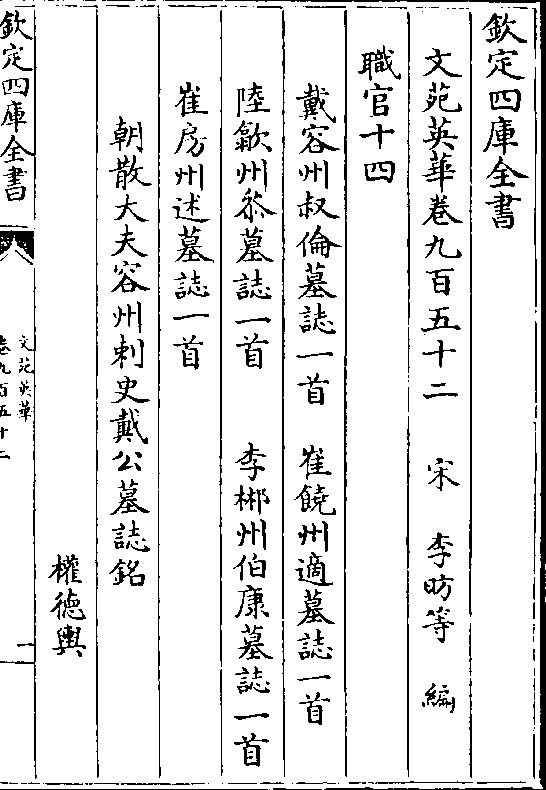 欽定四庫全書
文苑英華卷九百五十二 宋 李昉等 編
職官十四
戴容州叔倫墓誌一首 崔饒州適墓誌一首
陸歙州叅墓誌一首 李郴州伯康墓誌一首
崔房州述墓誌一首
朝散大夫容州刺史戴公墓誌銘
權徳輿
欽定四庫全書
文苑英華
卷九百五十二
一